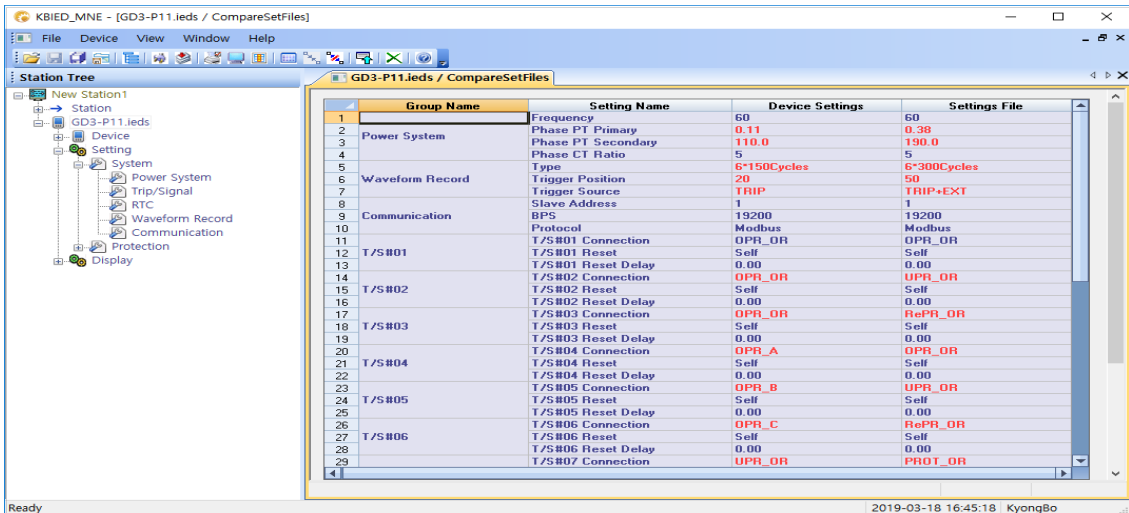 KBIED_MNE - [GD3-P11.ieds / CompareSetFiles]
File Device View Window Help
Station Tree
New Station1
Station
GD3-P11.ieds
Device
Setting
System
Power System
Trip/Signal
RTC
Waveform Record
Communication
Protection
Display
GD3-P11.ieds / CompareSetFiles
Group Name Setting Name Device Settings Settings File
1 Frequency 60 60
2 Power System Phase PT Primary 0.11 0.38
3 Phase PT Secondary 110.0 190.0
4 Phase CT Ratio 5 5
5 Type 6*150Cycles 6*300Cycles
6 Waveform Record Trigger Position 20 50
7 Trigger Source TRIP TRIP+EXT
8 Slave Address 1 1
9 Communication BPS 19200 19200
10 Protocol Modbus Modbus
11 T/S#01 Connection OPR_OR OPR_OR
12 T/S#01 T/S#01 Reset Self Self
13 T/S#01 Reset Delay 0.00 0.00
14 T/S#02 Connection OPR_OR UPR_OR
15 T/S#02 T/S#02 Reset Self Self
16 T/S#02 Reset Delay 0.00 0.00
17 T/S#03 Connection OPR_OR RePR_OR
18 T/S#03 T/S#03 Reset Self Self
19 T/S#03 Reset Delay 0.00 0.00
20 T/S#04 Connection OPR_A OPR_OR
21 T/S#04 T/S#04 Reset Self Self
22 T/S#04 Reset Delay 0.00 0.00
23 T/S#05 Connection OPR_B UPR_OR
24 T/S#05 T/S#05 Reset Self Self
25 T/S#05 Reset Delay 0.00 0.00
26 T/S#06 Connection OPR_C RePR_OR
27 T/S#06 T/S#06 Reset Self Self
28 T/S#06 Reset Delay 0.00 0.00
29 T/S#07 Connection UPR_OR PROT_OR
Ready 2019-03-18 16:45:18 KyongBo